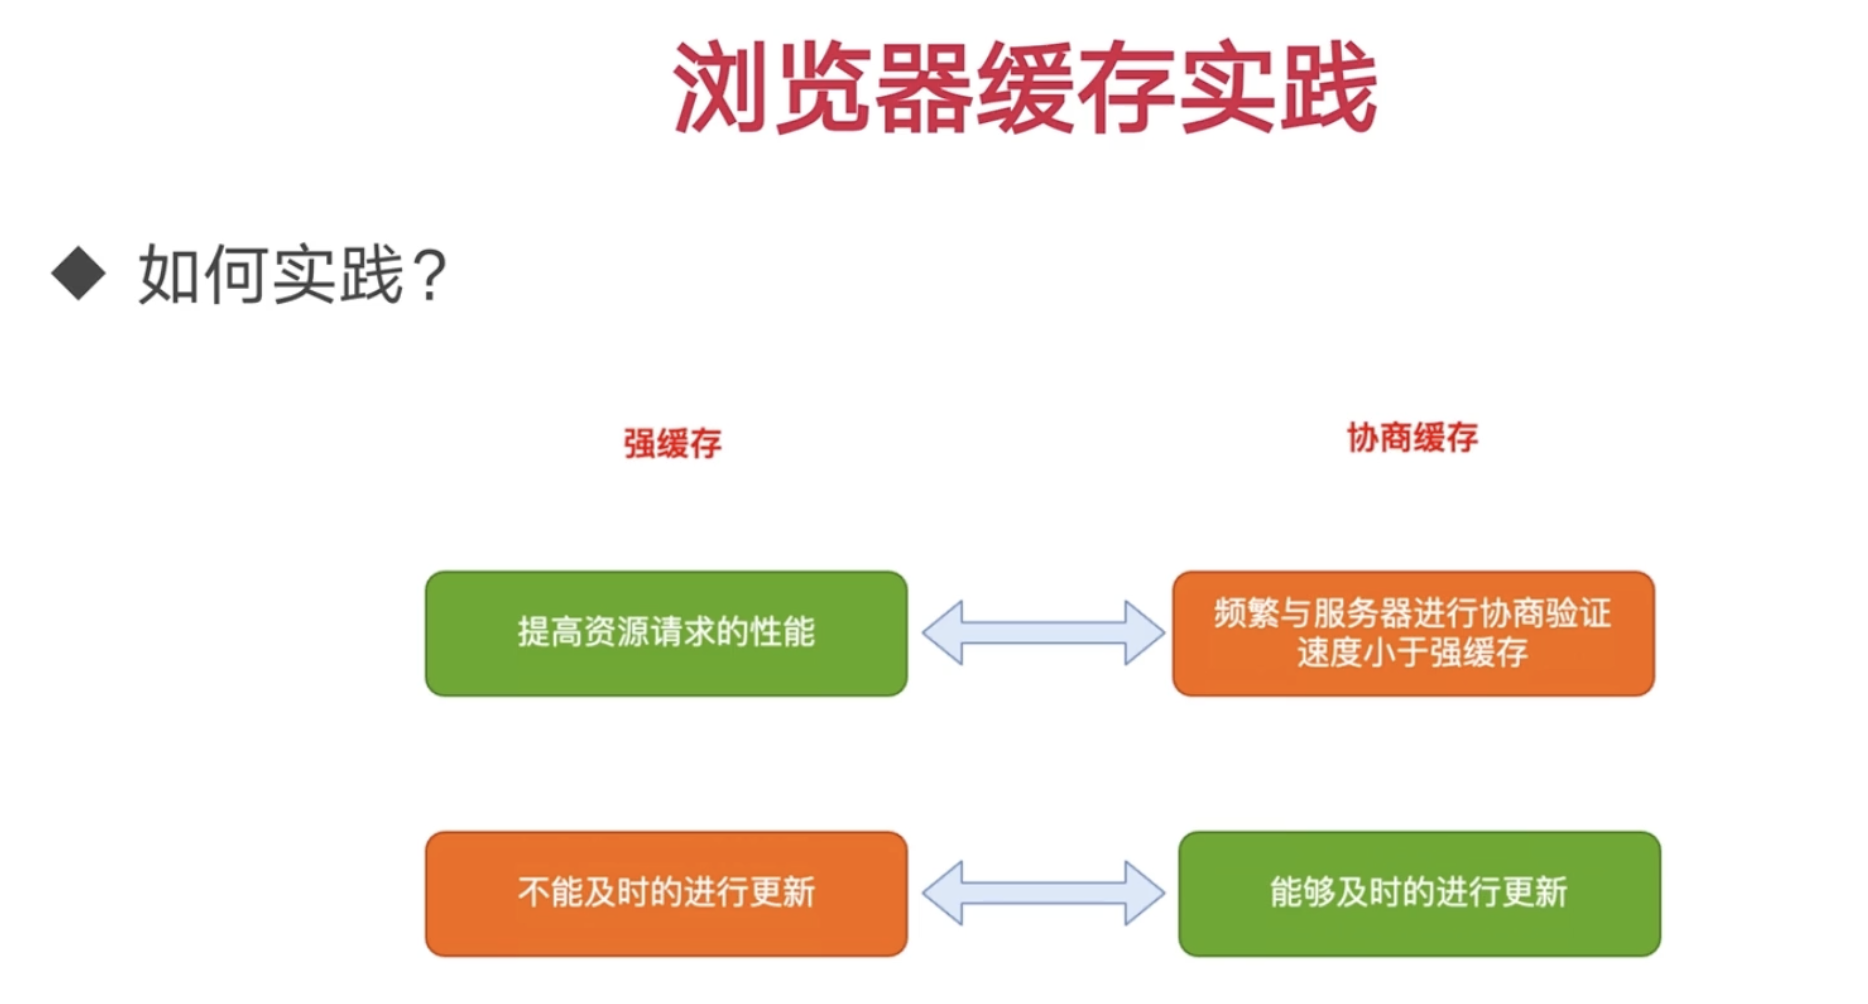 浏览器缓存实践
◆ 如何实践?
强缓存
协商缓存
提高资源请求的性能
频繁与服务器进行协商验证
速度小于强缓存
不能及时的进行更新
能够及时的进行更新